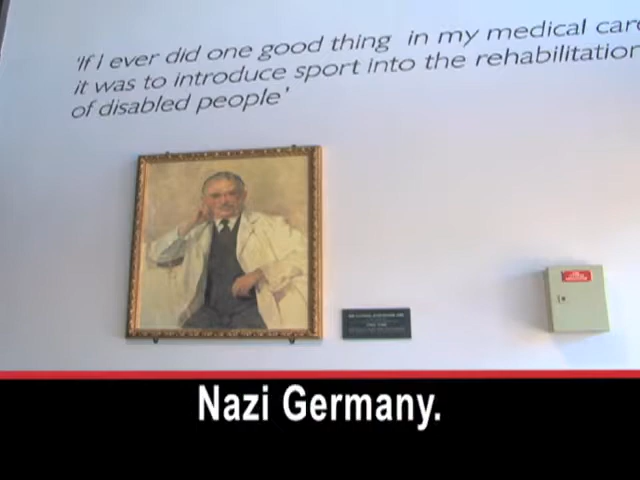 'If I ever did one good thing in my medical care
it was to introduce sport into the rehabilitation
of disabled people'
Nazi Germany.